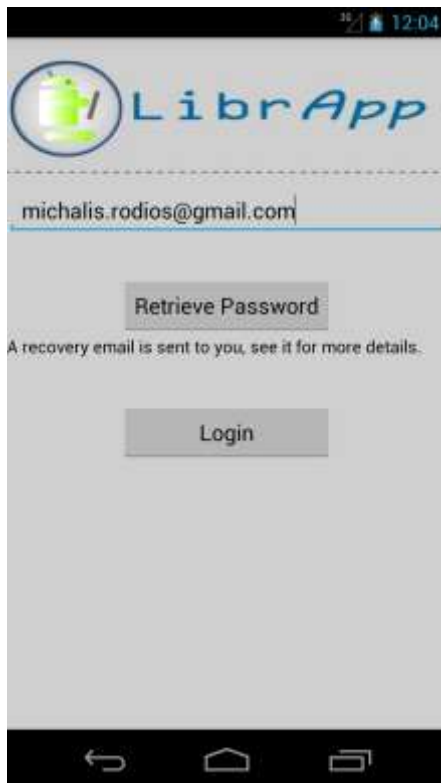 3G 12:04
LibrApp
michalis.rodios@gmail.com
Retrieve Password
A recovery email is sent to you, see it for more details.
Login